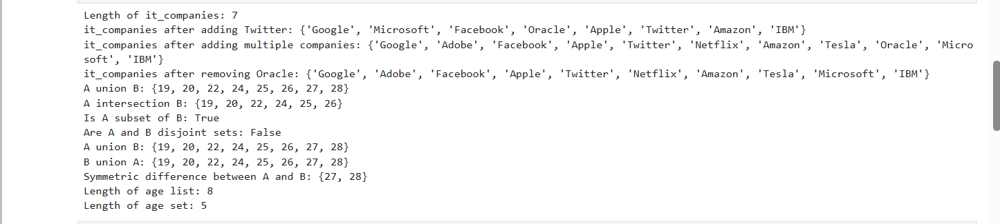 Length of it_companies: 7
it_companies after adding Twitter: {'Google', 'Microsoft', 'Facebook', 'Oracle', 'Apple', 'Twitter', 'Amazon', 'IBM'}
it_companies after adding multiple companies: {'Google', 'Adobe', 'Facebook', 'Apple', 'Twitter', 'Netflix', 'Amazon', 'Tesla', 'Oracle', 'Micro
soft', 'IBM'}
it_companies after removing Oracle: {'Google', 'Adobe', 'Facebook', 'Apple', 'Twitter', 'Netflix', 'Amazon', 'Tesla', 'Microsoft', 'IBM'}
A union B: {19, 20, 22, 24, 25, 26, 27, 28}
A intersection B: {19, 20, 22, 24, 25, 26}
Is A subset of B: True
Are A and B disjoint sets: False
A union B: {19, 20, 22, 24, 25, 26, 27, 28}
B union A: {19, 20, 22, 24, 25, 26, 27, 28}
Symmetric difference between A and B: {27, 28}
Length of age list: 8
Length of age set: 5